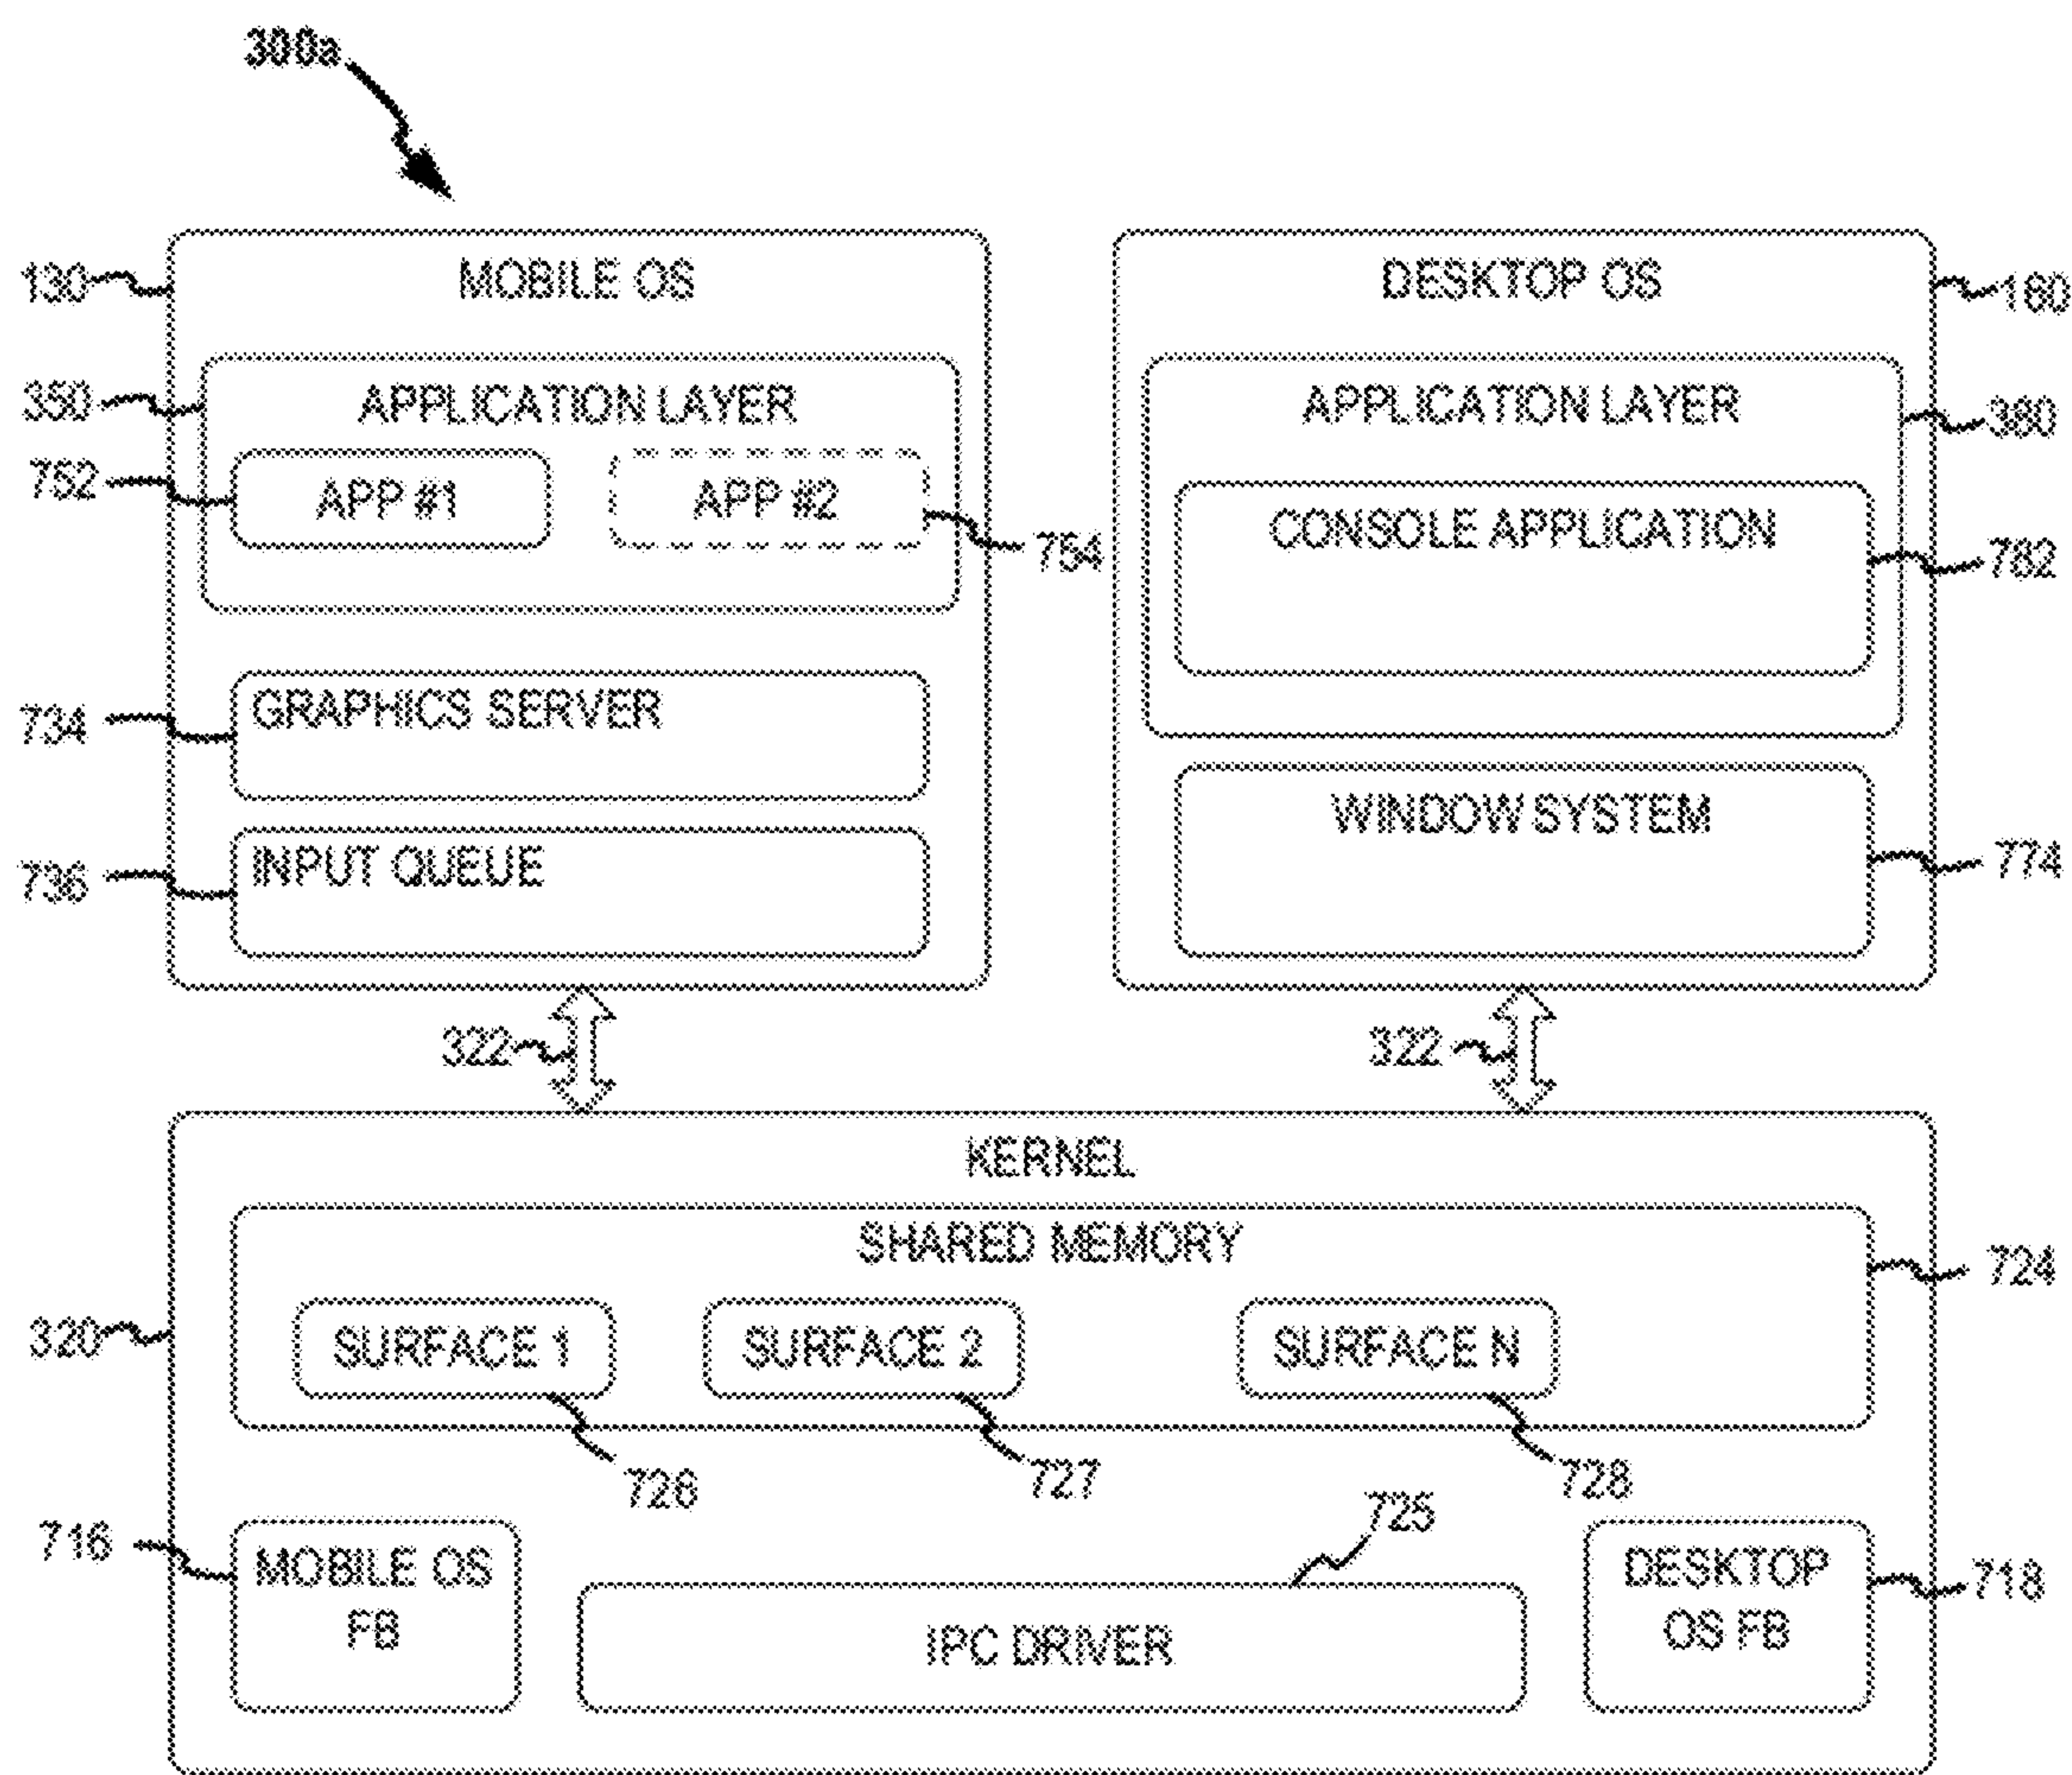 300a
130
MOBILE OS
DESKTOP OS
160
350
APPLICATION LAYER
APPLICATION LAYER
380
752
APP #1
APP #2
754
CONSOLE APPLICATION
782
734
GRAPHICS SERVER
WINDOW SYSTEM
774
736
INPUT QUEUE
322
322
KERNEL
SHARED MEMORY
724
320
SURFACE 1
SURFACE 2
SURFACE N
726
727
728
725
716
MOBILE OS
FB
IPC DRIVER
DESKTOP
OS FB
718